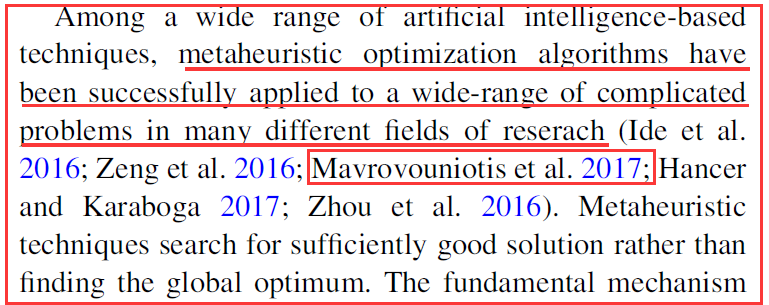 Among a wide range of artificial intelligence-based
techniques, metaheuristic optimization algorithms have
been successfully applied to a wide-range of complicated
problems in many different fields of reserach (Ide et al.
2016; Zeng et al. 2016; Mavrovouniotis et al. 2017; Hancer
and Karaboga 2017; Zhou et al. 2016). Metaheuristic
techniques search for sufficiently good solution rather than
finding the global optimum. The fundamental mechanism